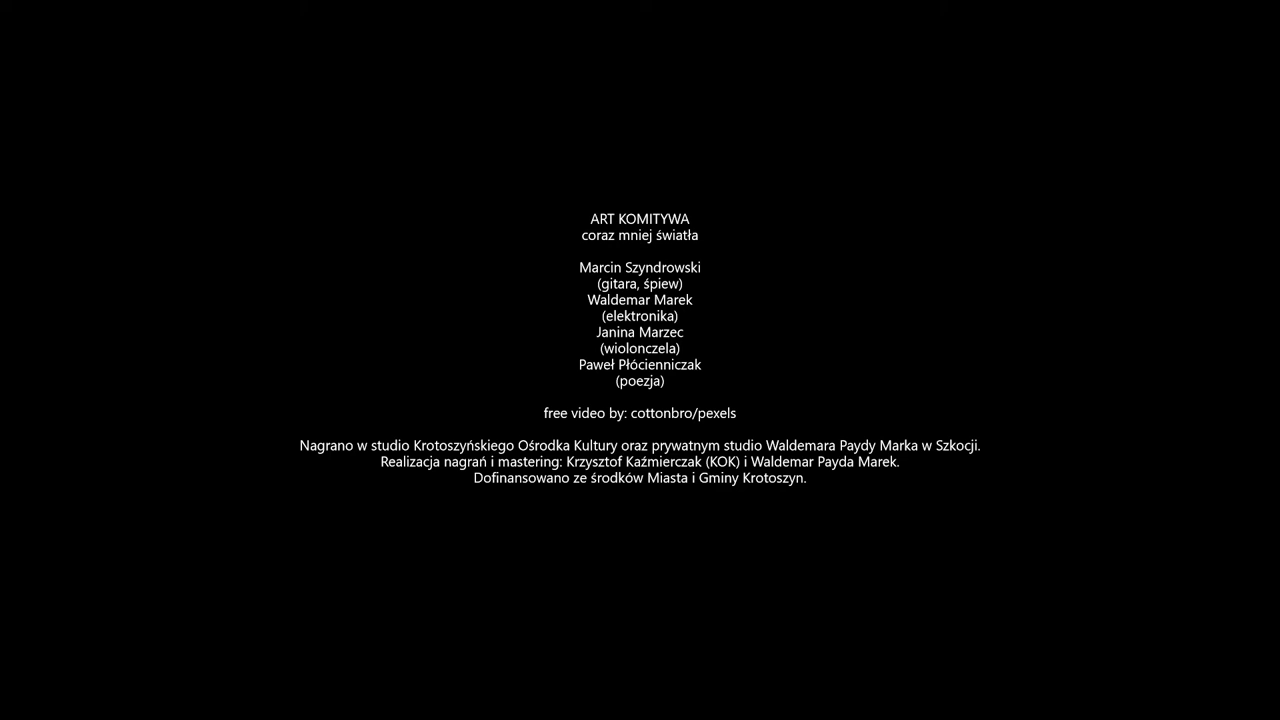 ART KOMITYWA
coraz mniej światła
Marcin Szyndrowski
(gitara, śpiew)
Waldemar Marek
(elektronika)
Janina Marzec
(wiolonczela)
Paweł Płócienniczak
(poezja)
free video by: cottonbro/pexels
Nagrano w studio Krotoszyńskiego Ośrodka Kultury oraz prywatnym studio Waldemara Paydy Marka w Szkocji.
Realizacja nagrań i mastering: Krzysztof Kaźmierczak (KOK) i Waldemar Payda Marek.
Dofinansowano ze środków Miasta i Gminy Krotoszyn.